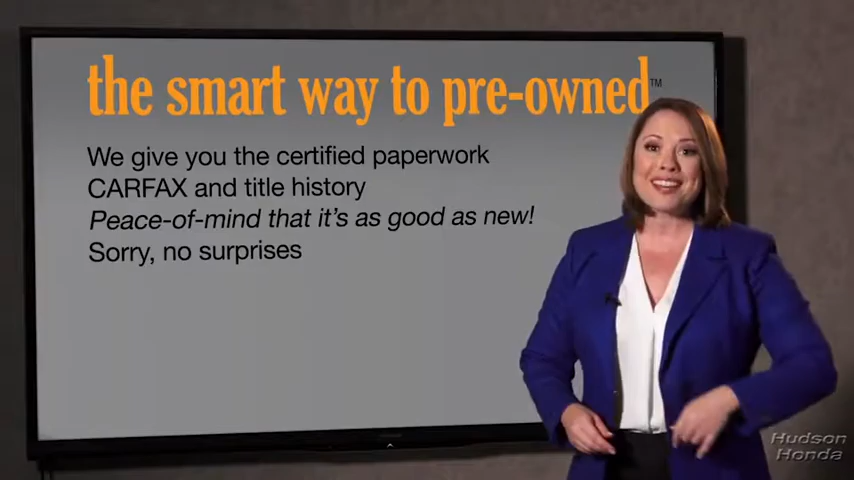 the smart way to pre-owned™
We give you the certified paperwork
CARFAX and title history
Peace-of-mind that it's as good as new!
Sorry, no surprises
Hudson
Honda